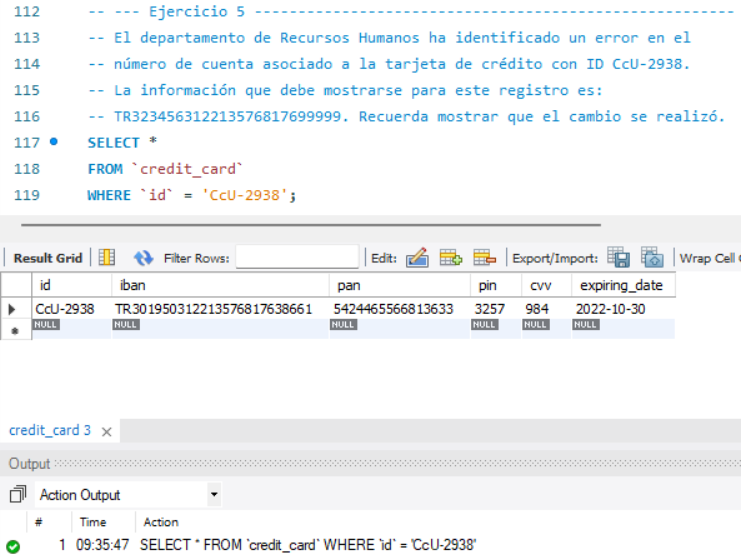 112 -- --- Ejercicio 5 -------------------------------------------------------
113 -- El departamento de Recursos Humanos ha identificado un error en el
114 -- número de cuenta asociado a la tarjeta de crédito con ID CcU-2938.
115 -- La información que debe mostrarse para este registro es:
116 -- TR323456312213576817699999. Recuerda mostrar que el cambio se realizó.
117 SELECT *
118 FROM `credit_card`
119 WHERE `id` = 'CcU-2938';
Result Grid Filter Rows: Edit: Export/Import: Wrap Cell
id iban pan pin cvv expiring_date
CcU-2938 TR301950312213576817638661 5424465566813633 3257 984 2022-10-30
NULL NULL NULL NULL NULL NULL
credit_card 3
Output
Action Output
# Time Action
1 09:35:47 SELECT * FROM `credit_card` WHERE `id` = 'CcU-2938'